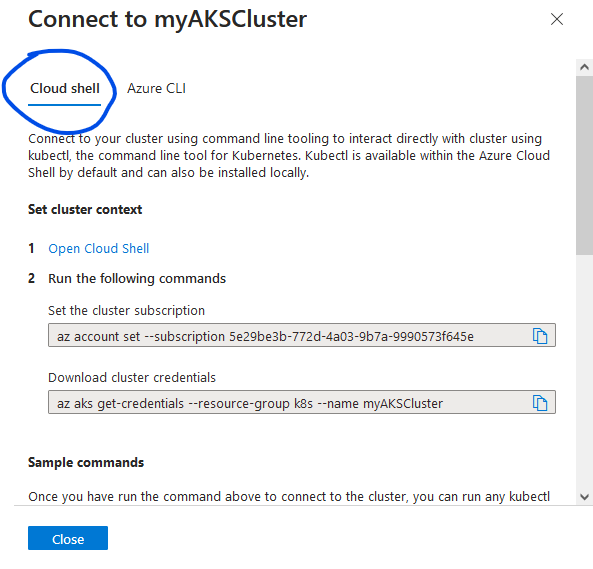 Connect to myAKSCluster
Cloud shell
Azure CLI
Connect to your cluster using command line tooling to interact directly with cluster using
kubectl, the command line tool for Kubernetes. Kubectl is available within the Azure Cloud
Shell by default and can also be installed locally.
Set cluster context
1 Open Cloud Shell
2 Run the following commands
Set the cluster subscription
az account set --subscription 5e29be3b-772d-4a03-9b7a-9990573f645e
Download cluster credentials
az aks get-credentials --resource-group k8s --name myAKSCluster
Sample commands
Once you have run the command above to connect to the cluster, you can run any kubectl
Close